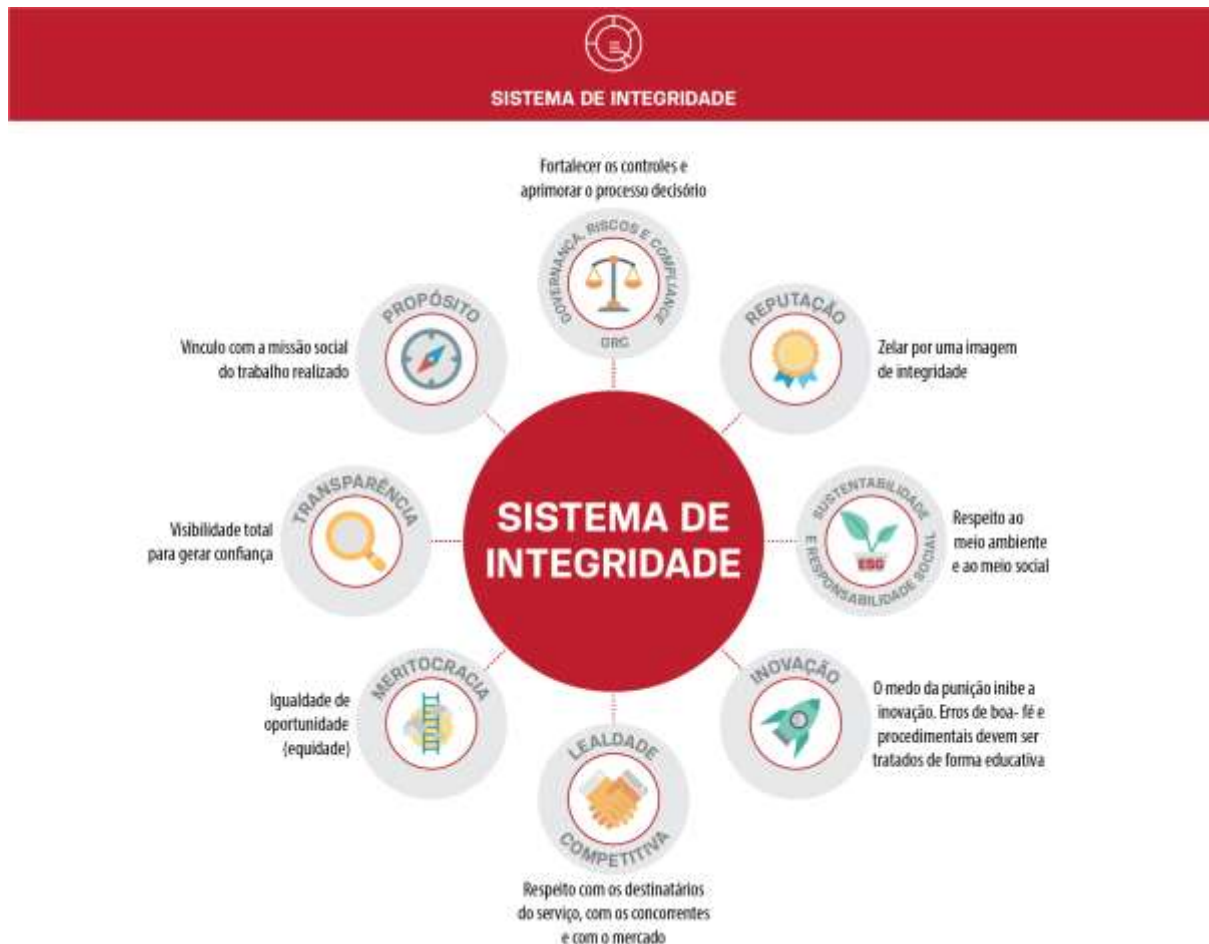 SISTEMA DE INTEGRIDADE
Fortalecer os controles e
aprimorar o processo decisório
GOVERNANÇA, RISCOS E COMPLIANCE
GRC
REPUTAÇÃO
Zelar por uma imagem
de integridade
SUSTENTABILIDADE
E RESPONSABILIDADE SOCIAL
ESG
Respeito ao
meio ambiente
e ao meio social
INOVAÇÃO
O medo da punição inibe a
inovação. Erros de boa- fé e
procedimentais devem ser
tratados de forma educativa
LEALDADE
COMPETITIVA
Respeito com os destinatários
do serviço, com os concorrentes
e com o mercado
MERITOCRACIA
Igualdade de
oportunidade
(equidade)
TRANSPARÊNCIA
Visibilidade total
para gerar confiança
PROPÓSITO
Vínculo com a missão social
do trabalho realizado
SISTEMA DE
INTEGRIDADE